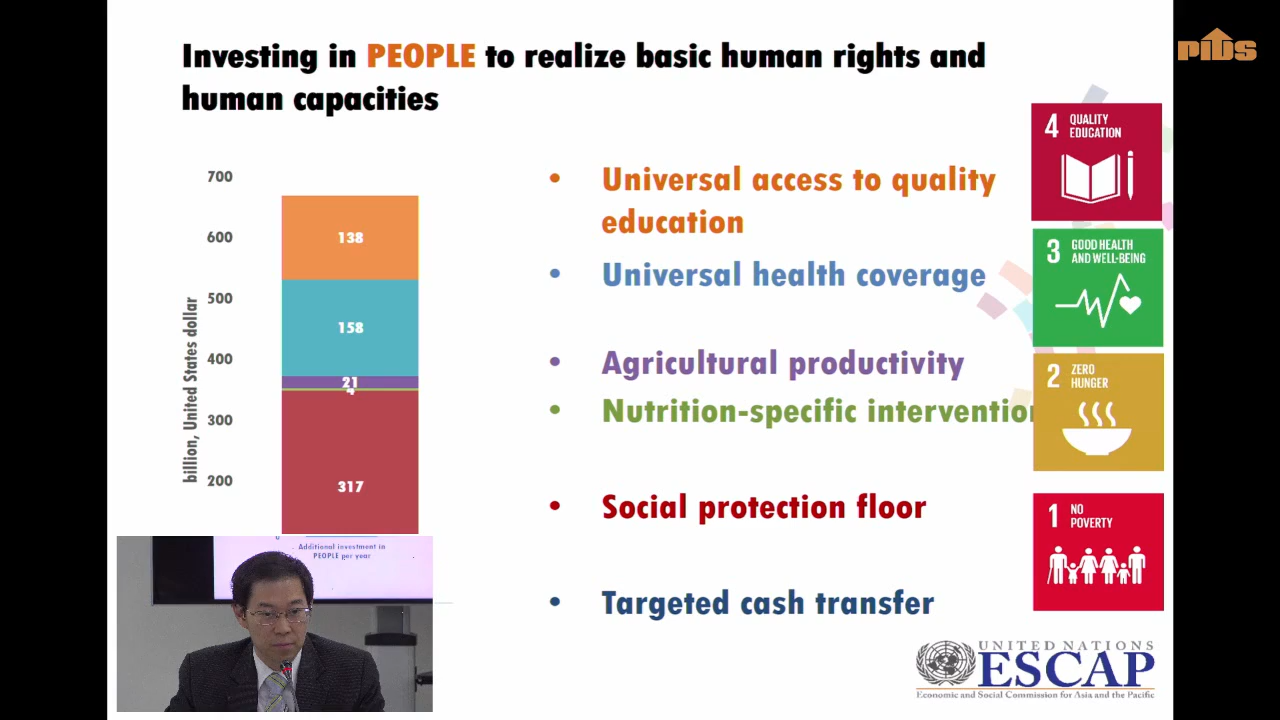 PIDS
Investing in PEOPLE to realize basic human rights and
human capacities
billion, United States dollar
700
600
500
400
300
200
138
158
21
4
317
• Universal access to quality
education
• Universal health coverage
• Agricultural productivity
• Nutrition-specific intervention
• Social protection floor
• Targeted cash transfer
4 QUALITY
EDUCATION
3 GOOD HEALTH
AND WELL-BEING
2 ZERO
HUNGER
1 NO
POVERTY
Additional investment in
PEOPLE per year
UNITED NATIONS
ESCAP
Economic and Social Commission for Asia and the Pacific